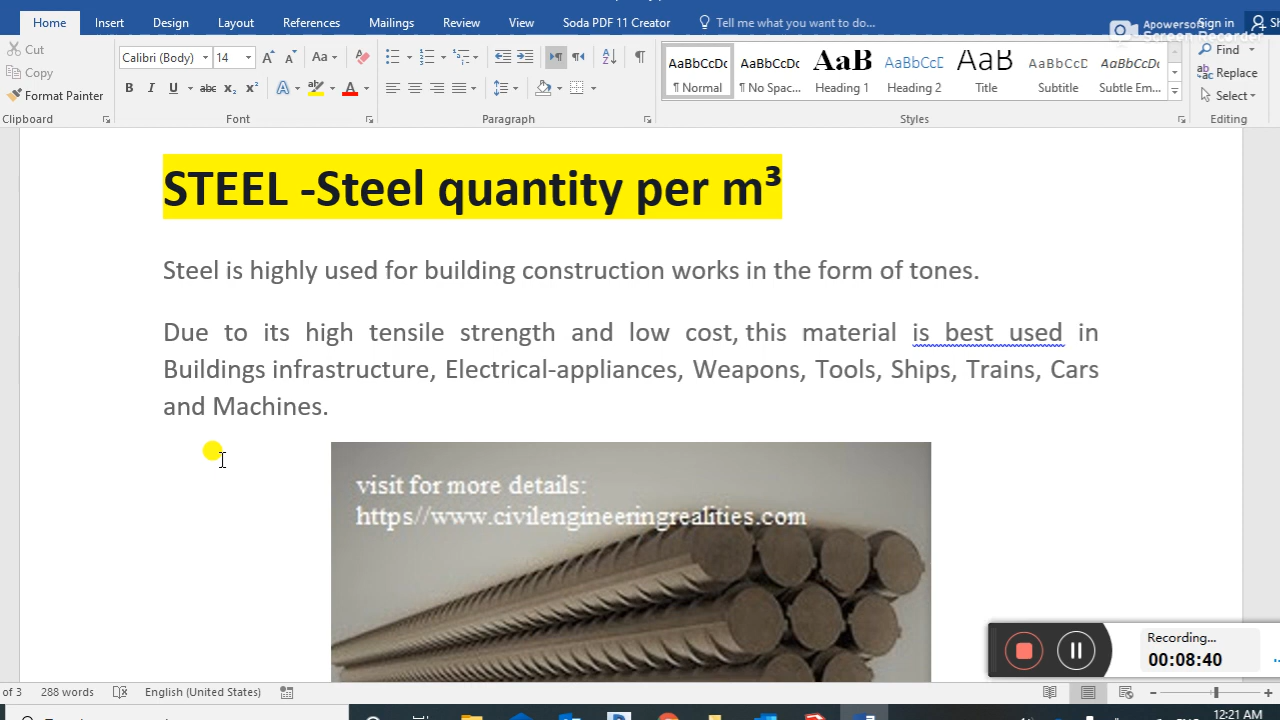 Home Insert Design Layout References Mailings Review View Soda PDF 11 Creator Tell me what you want to do... Sign in
Apowersoft
Screen Recorder
Cut
Copy
Format Painter
Clipboard
Calibri (Body) 14
Font
Paragraph
AaBbCcDc AaBbCcDc AaB AaBbCcD AaB AaBbCcD AaBbCcDc
¶ Normal ¶ No Spac... Heading 1 Heading 2 Title Subtitle Subtle Em...
Styles
Find
Replace
Select
Editing
STEEL -Steel quantity per m³
Steel is highly used for building construction works in the form of tones.
Due to its high tensile strength and low cost, this material is best used in
Buildings infrastructure, Electrical-appliances, Weapons, Tools, Ships, Trains, Cars
and Machines.
visit for more details:
https//www.civilengineeringrealities.com
Recording...
00:08:40
of 3 288 words English (United States)
12:21 AM